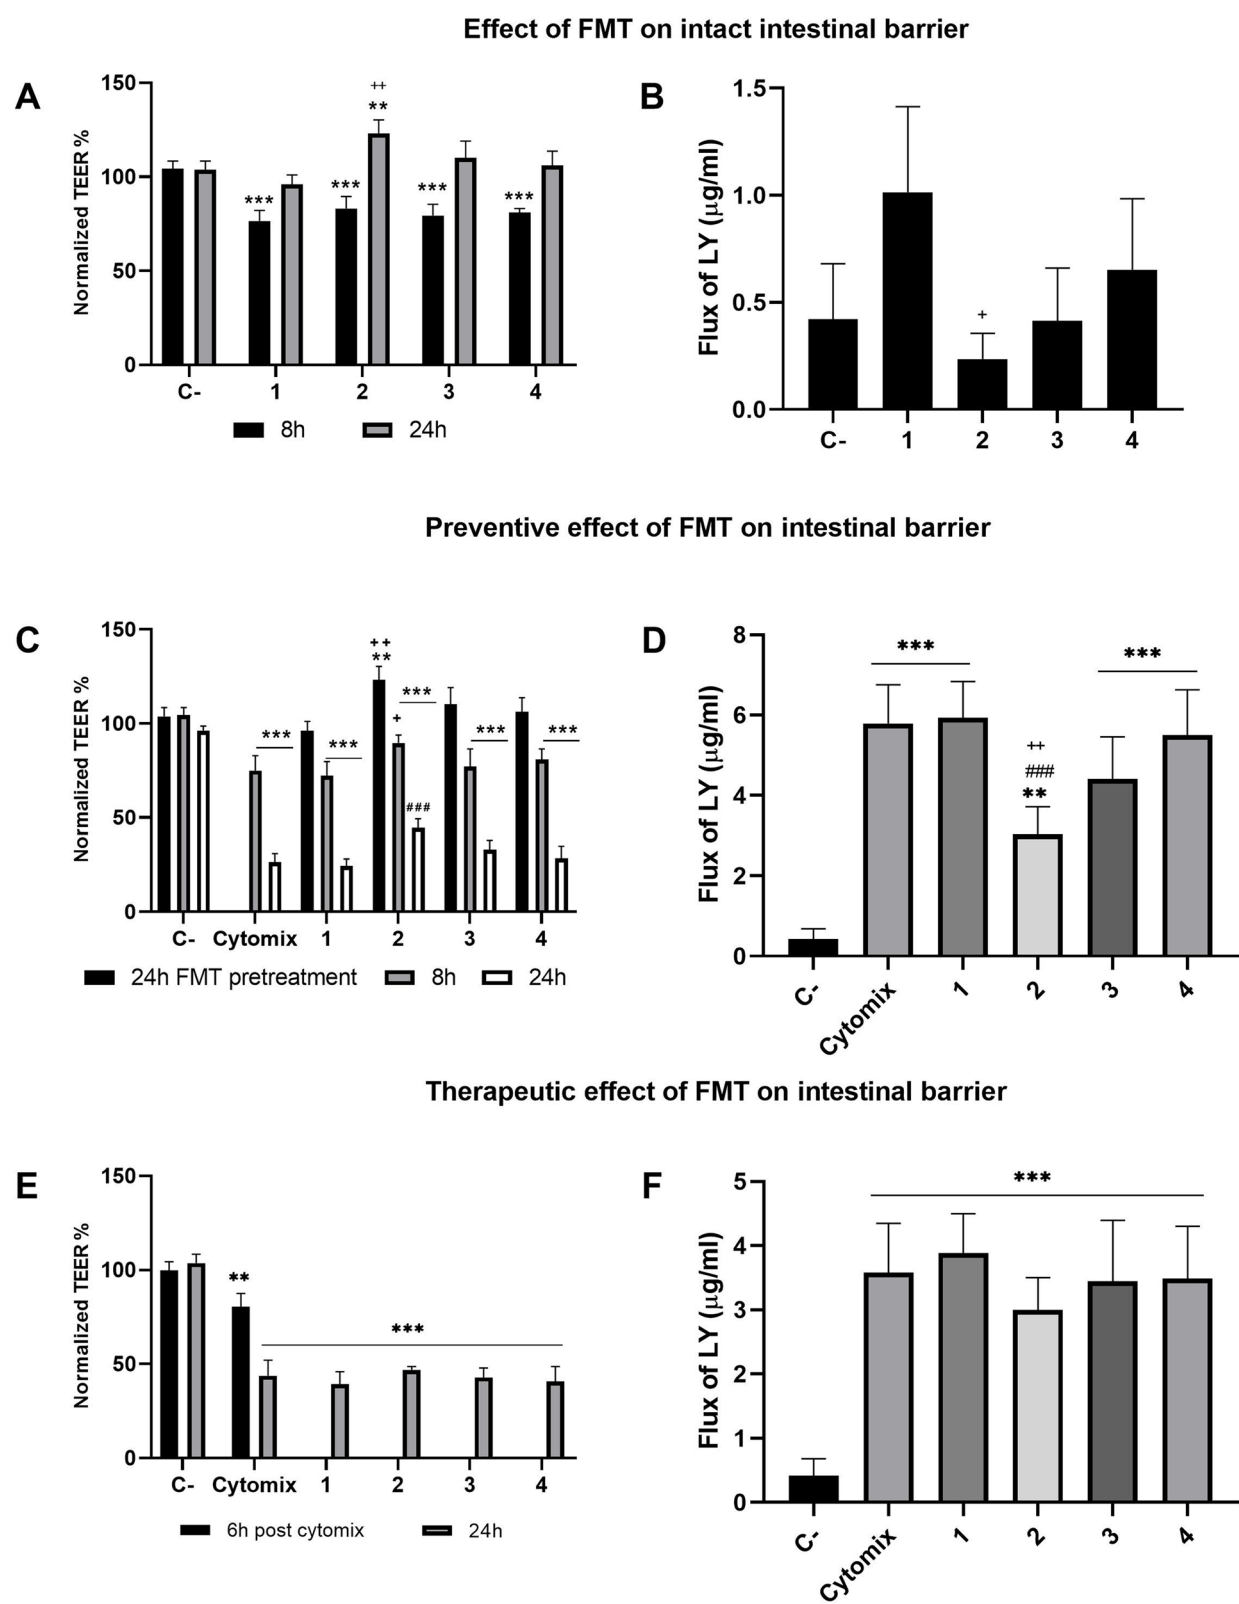 Effect of FMT on intact intestinal barrier
A
Normalized TEER %
150
100
50
0
***
***
++
**
***
***
C- 1 2 3 4
8h 24h
B
Flux of LY (µg/ml)
1.5
1.0
0.5
0.0
+
C- 1 2 3 4
Preventive effect of FMT on intestinal barrier
C
Normalized TEER %
150
100
50
0
***
***
++
**
***
+
###
***
***
C- Cytomix 1 2 3 4
24h FMT pretreatment 8h 24h
D
Flux of LY (µg/ml)
8
6
4
2
0
***
++
###
**
***
C- Cytomix 1 2 3 4
Therapeutic effect of FMT on intestinal barrier
E
Normalized TEER %
150
100
50
0
**
***
C- Cytomix 1 2 3 4
6h post cytomix 24h
F
Flux of LY (µg/ml)
5
4
3
2
1
0
***
C- Cytomix 1 2 3 4